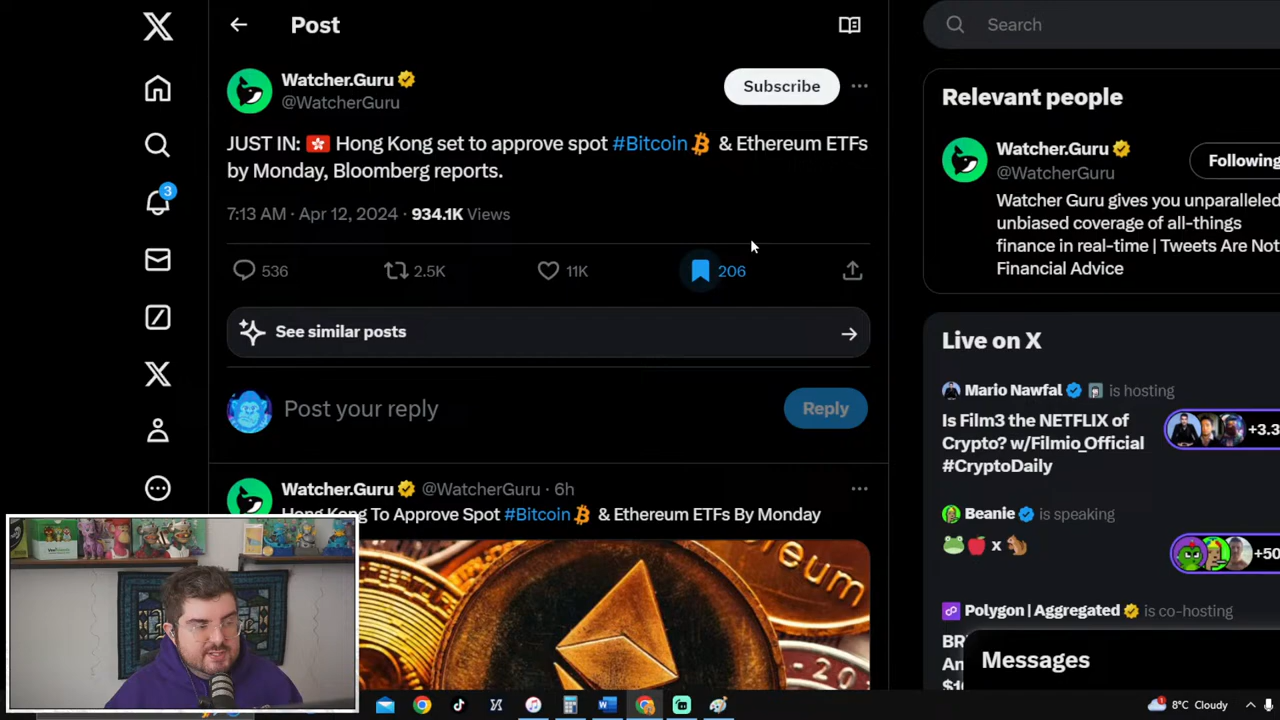 Post
Search
Watcher.Guru
@WatcherGuru
Subscribe
JUST IN: Hong Kong set to approve spot #Bitcoin & Ethereum ETFs
by Monday, Bloomberg reports.
7:13 AM · Apr 12, 2024 · 934.1K Views
536
2.5K
11K
206
See similar posts
Post your reply
Reply
Watcher.Guru @WatcherGuru · 6h
Hong Kong To Approve Spot #Bitcoin & Ethereum ETFs By Monday
Relevant people
Watcher.Guru
@WatcherGuru
Following
Watcher Guru gives you unparalleled
unbiased coverage of all-things
finance in real-time | Tweets Are Not
Financial Advice
Live on X
Mario Nawfal is hosting
Is Film3 the NETFLIX of
Crypto? w/Filmio_Official
#CryptoDaily
+3.3
Beanie is speaking
x
+50
Polygon | Aggregated is co-hosting
Messages
3
8°C Cloudy